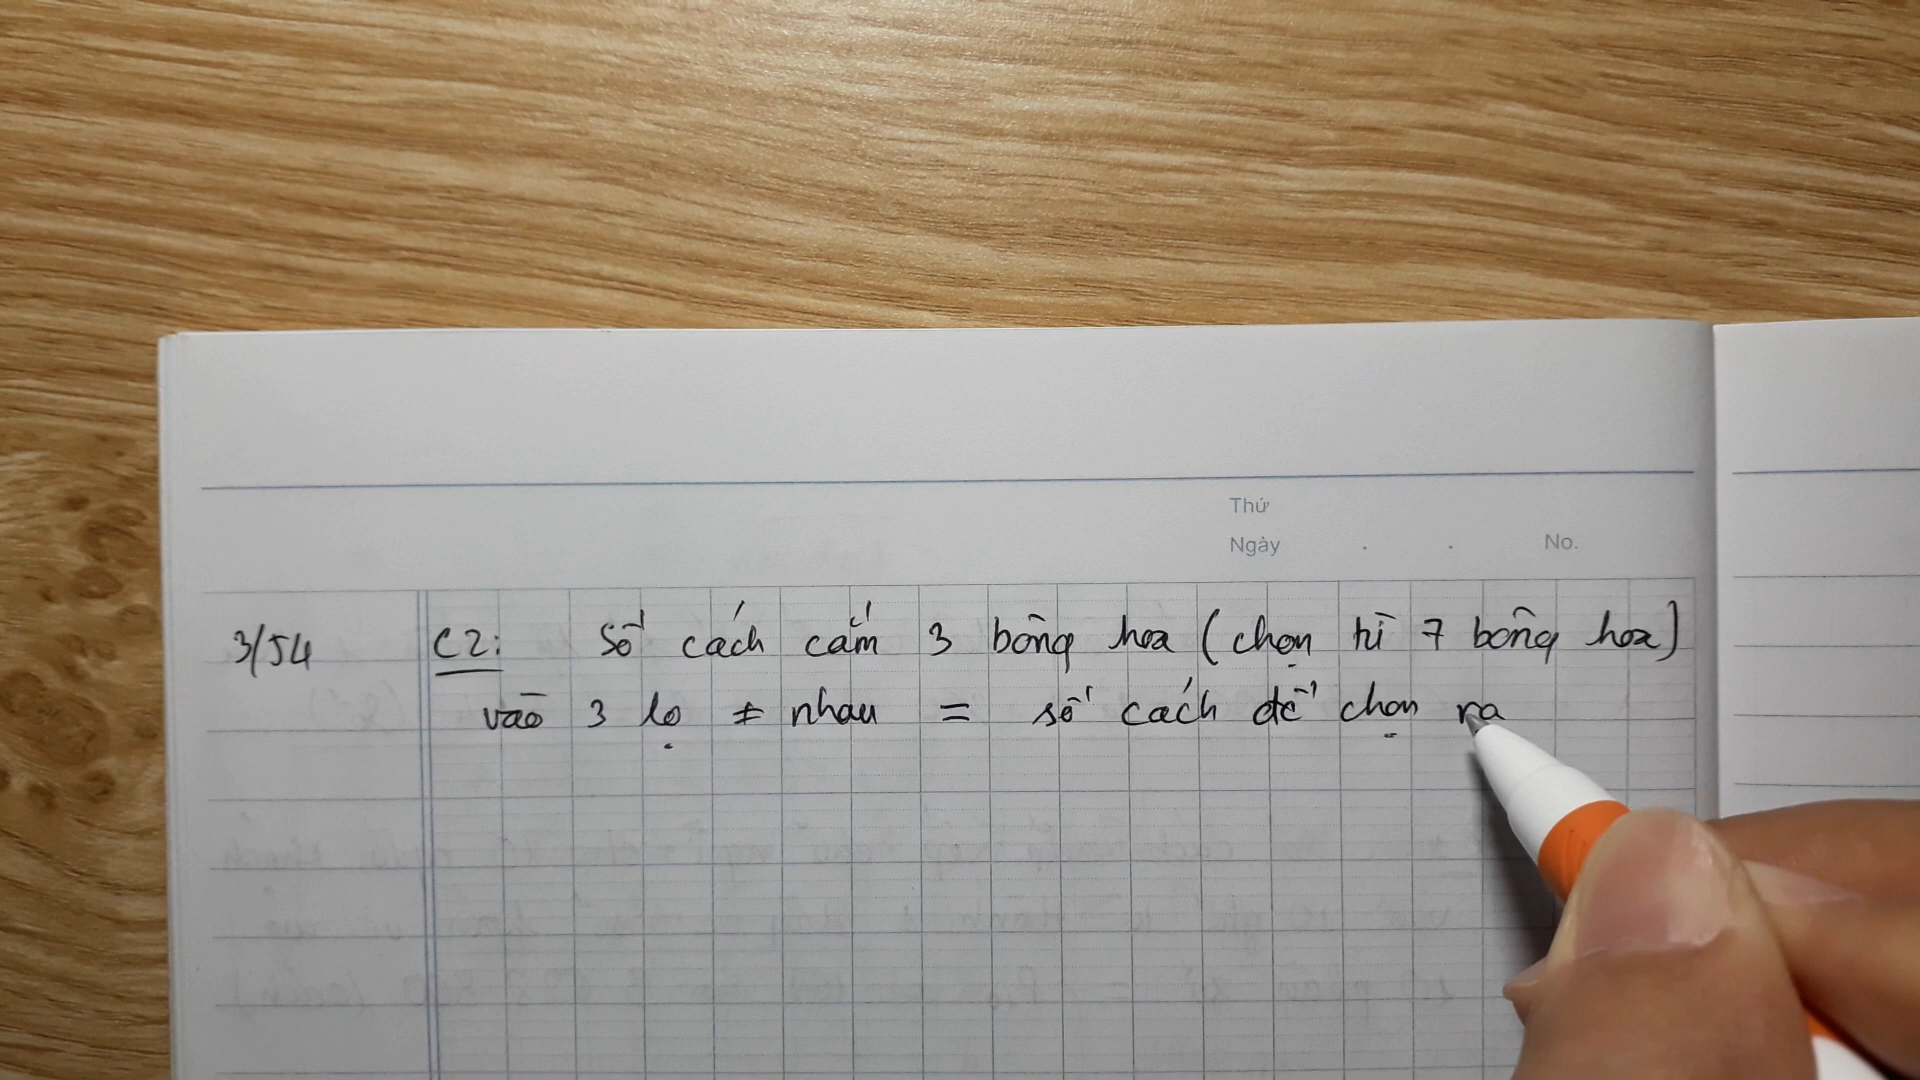 Thứ
Ngày . . No.
3/54 C2: Số cách cắm 3 bông hoa (chọn từ 7 bông hoa)
vào 3 lọ ≠ nhau = số cách để chọn ra